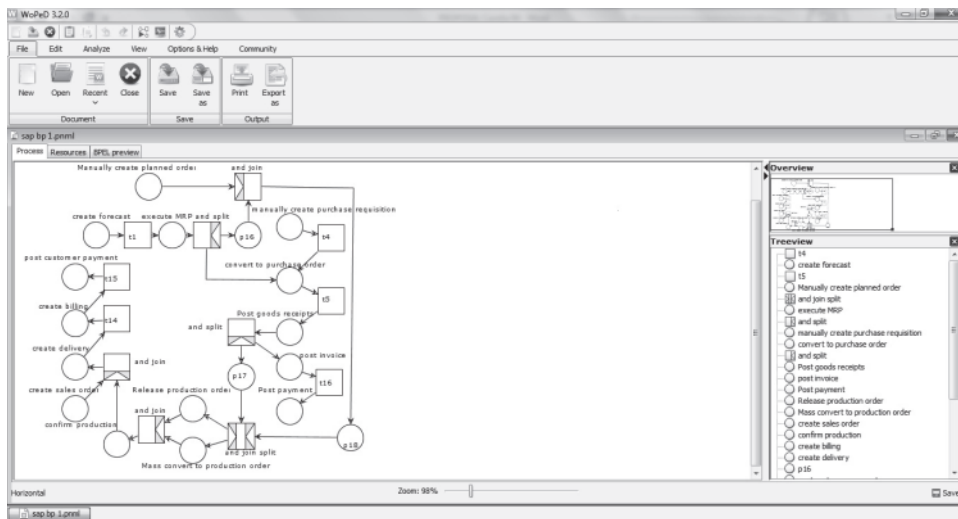 WoPeD 3.2.0
File Edit Analyze View Options & Help Community
New Open Recent Close Save Save as Print Export as
Document Save Output
sap bp 1.pnml
Process Resources BPEL preview
Manually create planned order and join
create forecast execute MRP and split manually create purchase requisition
t1 p16 t4
post customer payment convert to purchase order
t15 t5
create billing Post goods receipts
t14 and split
create delivery post invoice
and join p17 t16
create sales order Release production order Post payment
confirm production and join
p18
and join split
Mass convert to production order
Overview
Treeview
t4
create forecast
t5
Manually create planned order
and join split
execute MRP
and split
manually create purchase requisition
convert to purchase order
and split
Post goods receipts
post invoice
Post payment
Release production order
Mass convert to production order
create sales order
confirm production
create billing
create delivery
p16
Horizontal Zoom: 98% Save
sap bp 1.pnml